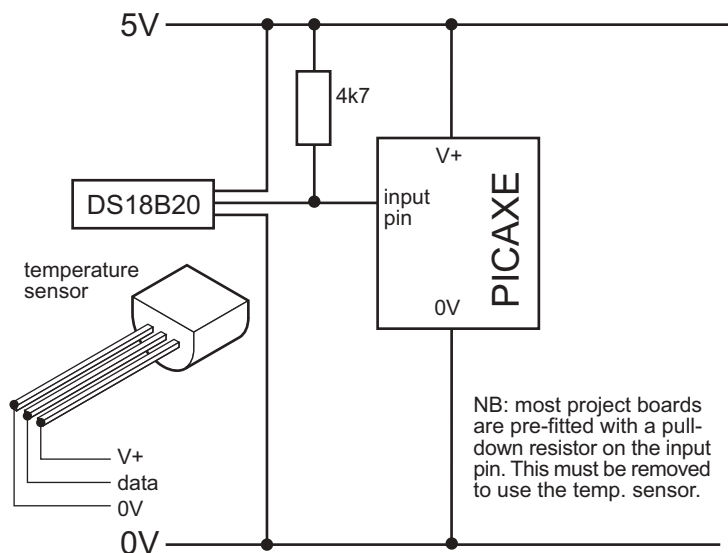 5V
4k7
V+
DS18B20
input
pin
PICAXE
temperature
sensor
0V
NB: most project boards
are pre-fitted with a pull-
down resistor on the input
pin. This must be removed
to use the temp. sensor.
V+
data
0V
0V